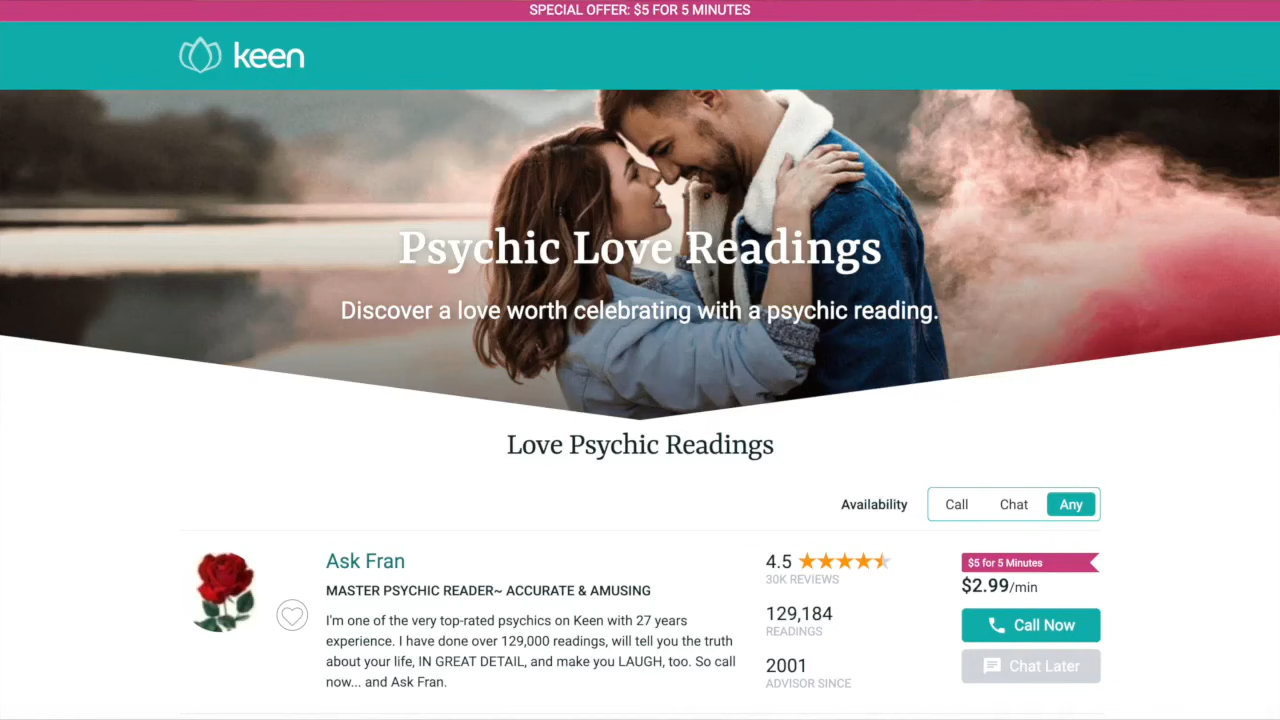 SPECIAL OFFER: $5 FOR 5 MINUTES
keen
Psychic Love Readings
Discover a love worth celebrating with a psychic reading.
Love Psychic Readings
Availability Call Chat Any
Ask Fran
MASTER PSYCHIC READER~ ACCURATE & AMUSING
I'm one of the very top-rated psychics on Keen with 27 years
experience. I have done over 129,000 readings, will tell you the truth
about your life, IN GREAT DETAIL, and make you LAUGH, too. So call
now... and Ask Fran.
4.5
30K REVIEWS
129,184
READINGS
2001
ADVISOR SINCE
$5 for 5 Minutes
$2.99/min
Call Now
Chat Later